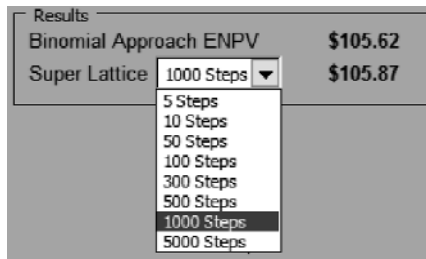 Results
Binomial Approach ENPV $105.62
Super Lattice 1000 Steps $105.87
5 Steps
10 Steps
50 Steps
100 Steps
300 Steps
500 Steps
1000 Steps
5000 Steps